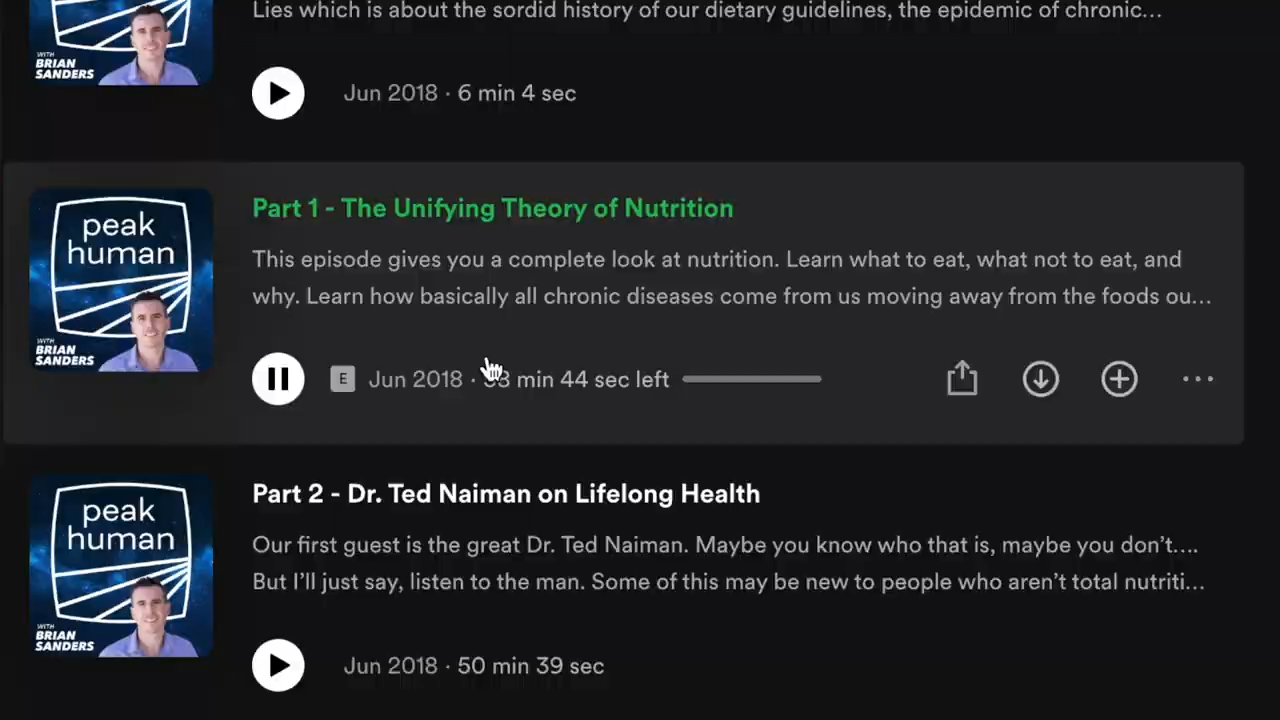 Lies which is about the sordid history of our dietary guidelines, the epidemic of chronic...
WITH
BRIAN
SANDERS
Jun 2018 · 6 min 4 sec
peak
human
WITH
BRIAN
SANDERS
Part 1 - The Unifying Theory of Nutrition
This episode gives you a complete look at nutrition. Learn what to eat, what not to eat, and
why. Learn how basically all chronic diseases come from us moving away from the foods ou...
E Jun 2018 · min 44 sec left
peak
human
WITH
BRIAN
SANDERS
Part 2 - Dr. Ted Naiman on Lifelong Health
Our first guest is the great Dr. Ted Naiman. Maybe you know who that is, maybe you don't....
But I'll just say, listen to the man. Some of this may be new to people who aren't total nutriti...
Jun 2018 · 50 min 39 sec